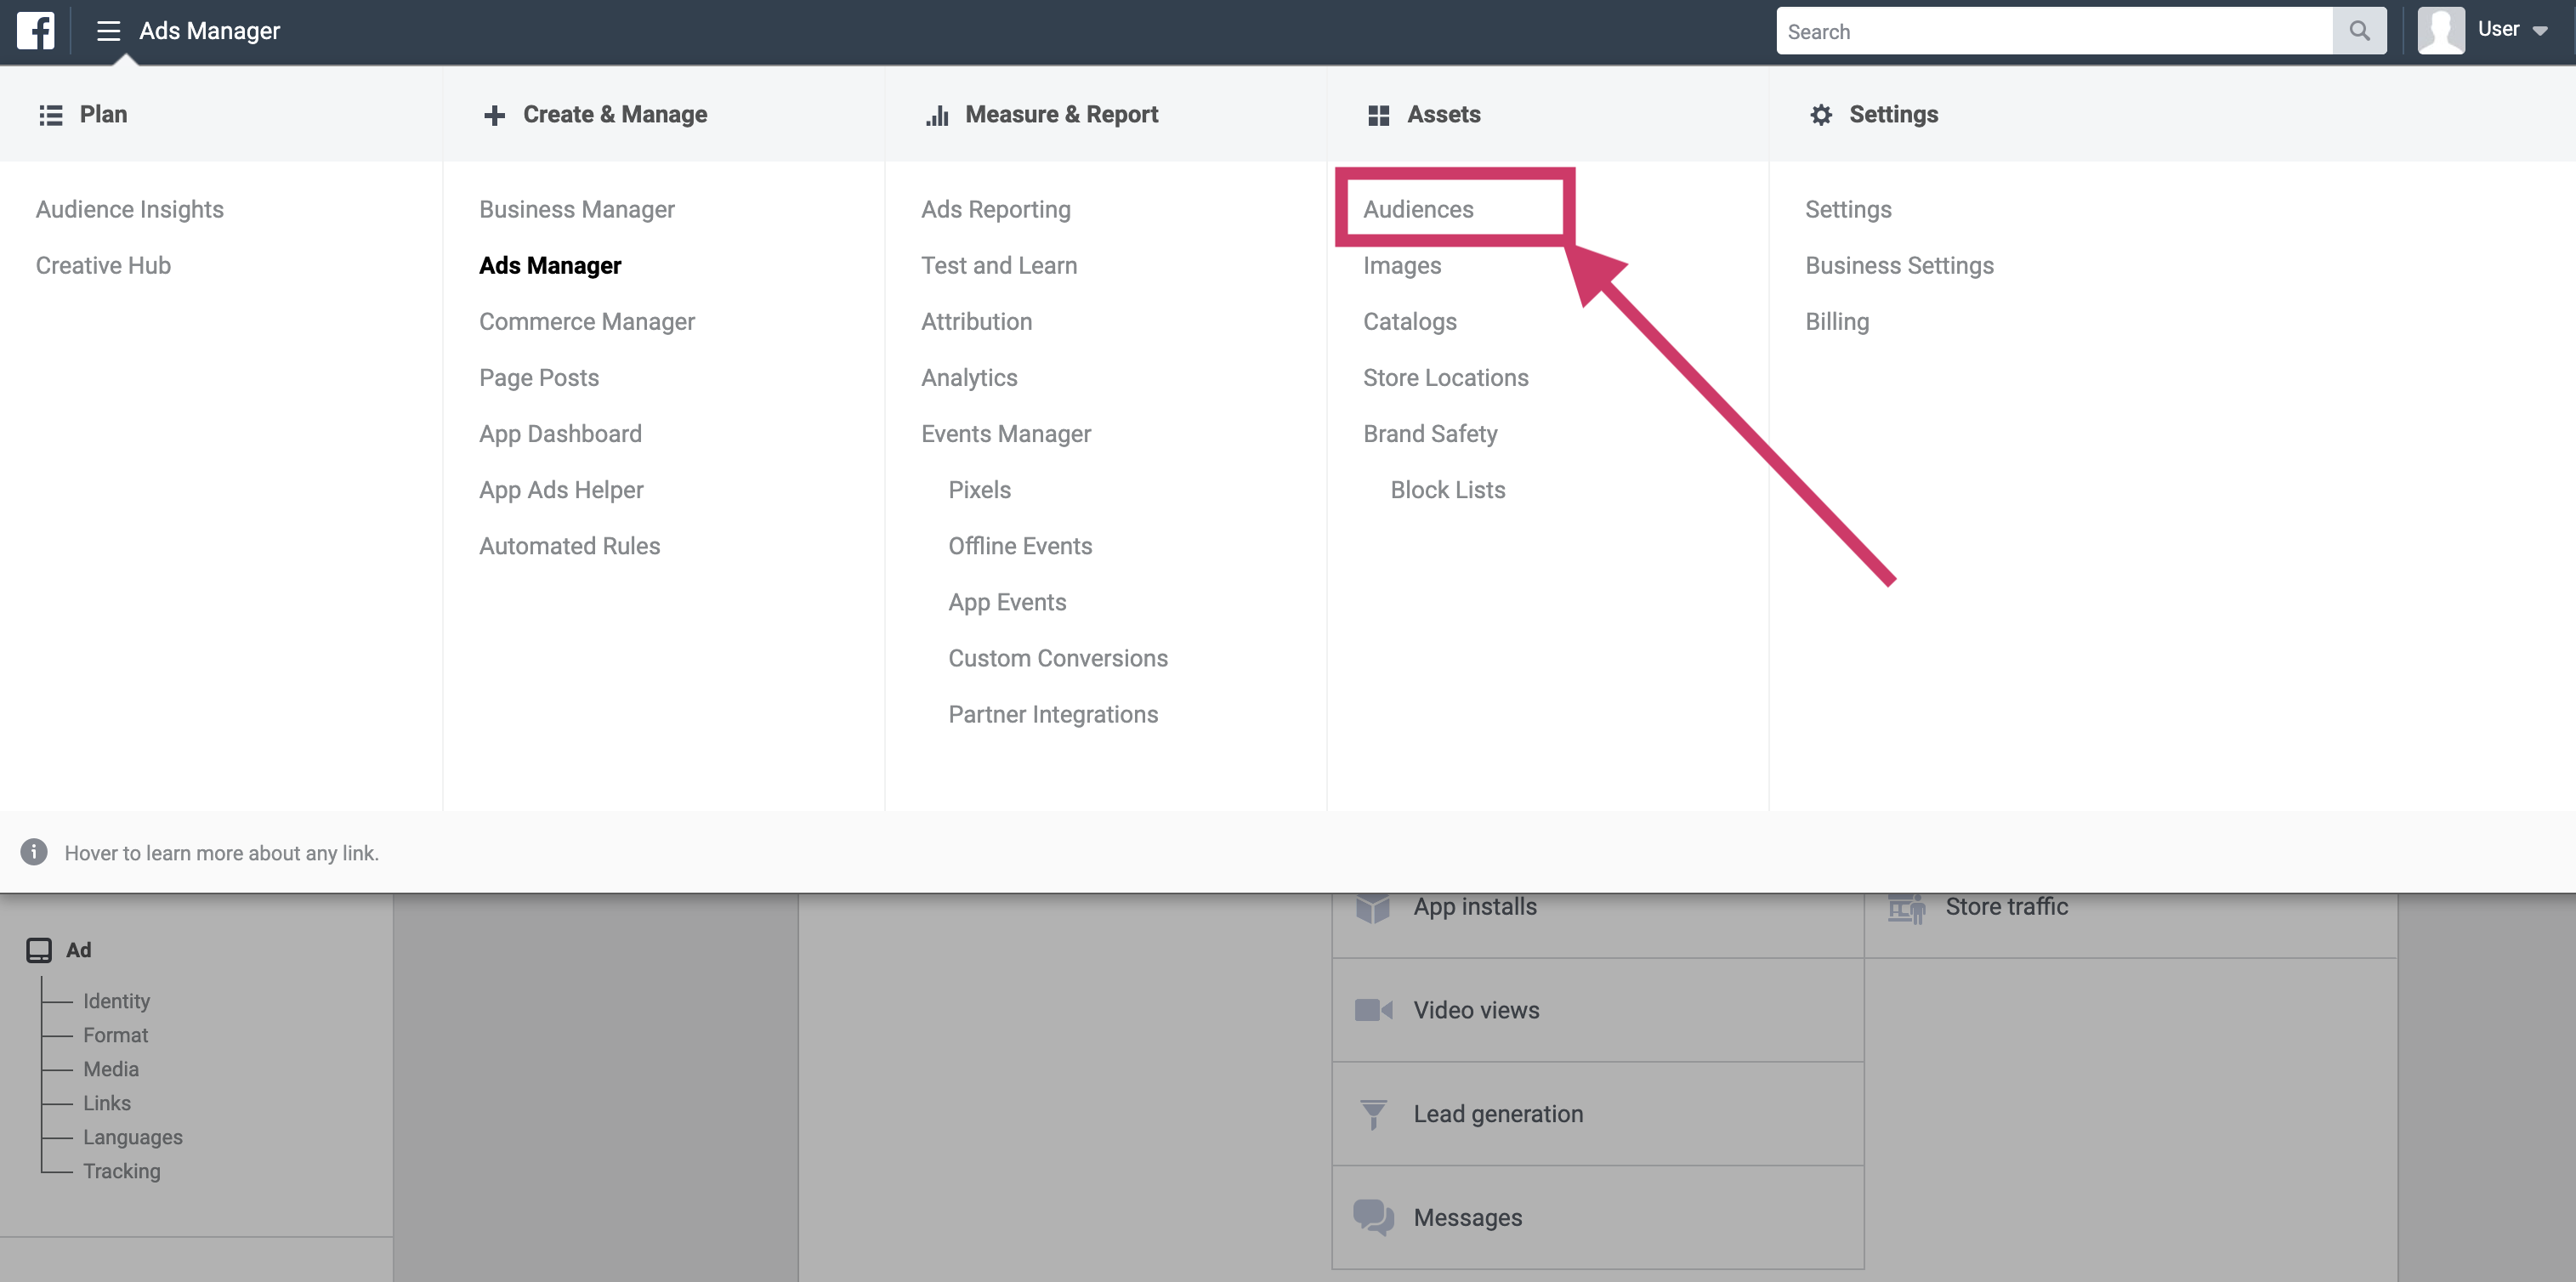 Ads Manager
Search
User
Plan
Audience Insights
Creative Hub
Create & Manage
Business Manager
Ads Manager
Commerce Manager
Page Posts
App Dashboard
App Ads Helper
Automated Rules
Measure & Report
Ads Reporting
Test and Learn
Attribution
Analytics
Events Manager
Pixels
Offline Events
App Events
Custom Conversions
Partner Integrations
Assets
Audiences
Images
Catalogs
Store Locations
Brand Safety
Block Lists
Settings
Settings
Business Settings
Billing
Hover to learn more about any link.
Ad
Identity
Format
Media
Links
Languages
Tracking
App installs
Store traffic
Video views
Lead generation
Messages